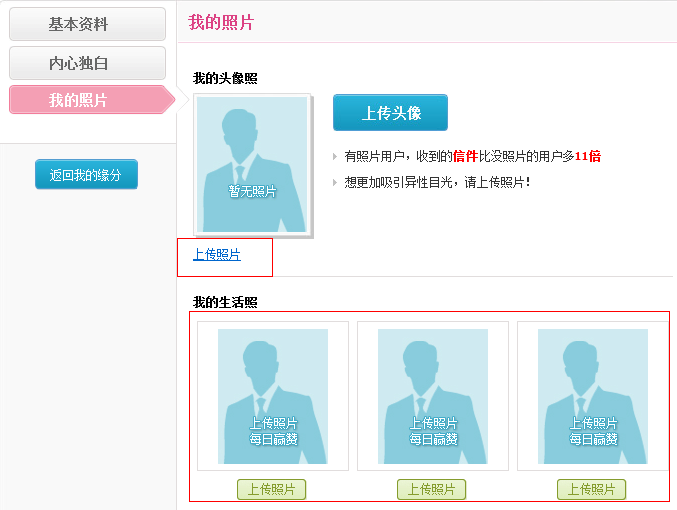 基本资料
内心独白
我的照片
返回我的缘分
我的照片
我的头像照
暂无照片
上传头像
有照片用户，收到的信件比没照片的用户多11倍
想更加吸引异性目光，请上传照片！
上传照片
我的生活照
上传照片
每日赢赞
上传照片
每日赢赞
上传照片
每日赢赞
上传照片
上传照片
上传照片